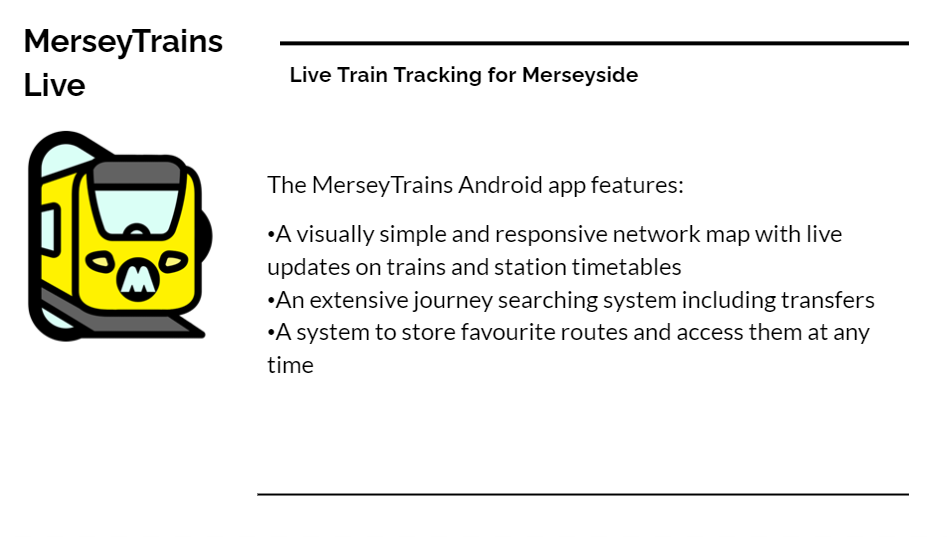 MerseyTrains
Live
Live Train Tracking for Merseyside
The MerseyTrains Android app features:
•A visually simple and responsive network map with live
updates on trains and station timetables
•An extensive journey searching system including transfers
•A system to store favourite routes and access them at any
time
M